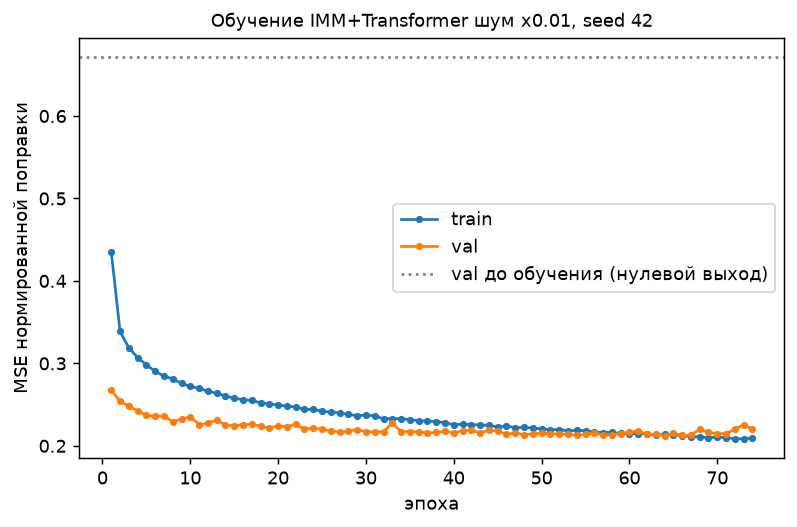 Обучение IMM+Transformer шум x0.01, seed 42
MSE нормированной поправки
0.6
0.5
0.4
0.3
0.2
train
val
val до обучения (нулевой выход)
0 10 20 30 40 50 60 70
эпоха